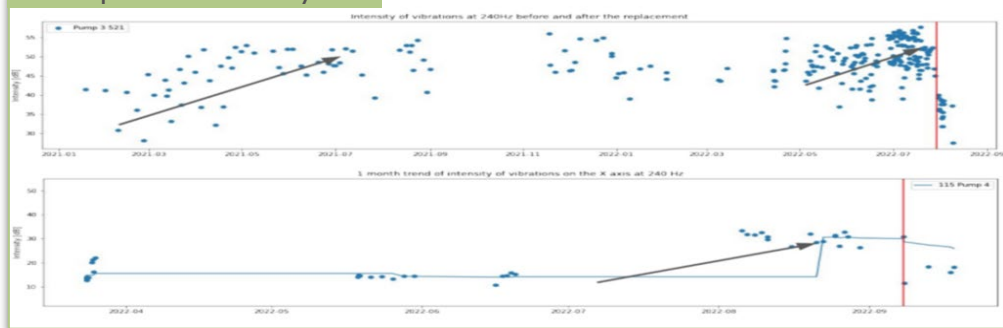 Intensity of vibrations at 240Hz before and after the replacement
Pump 3 521
Intensity [dB]
55
50
45
40
35
30
2021-01 2021-03 2021-05 2021-07 2021-09 2021-11 2022-01 2022-03 2022-05 2022-07 2022-09
1 month trend of intensity of vibrations on the X axis at 240 Hz
115 Pump 4
Intensity [dB]
50
40
30
20
10
2022-04 2022-05 2022-06 2022-07 2022-08 2022-09